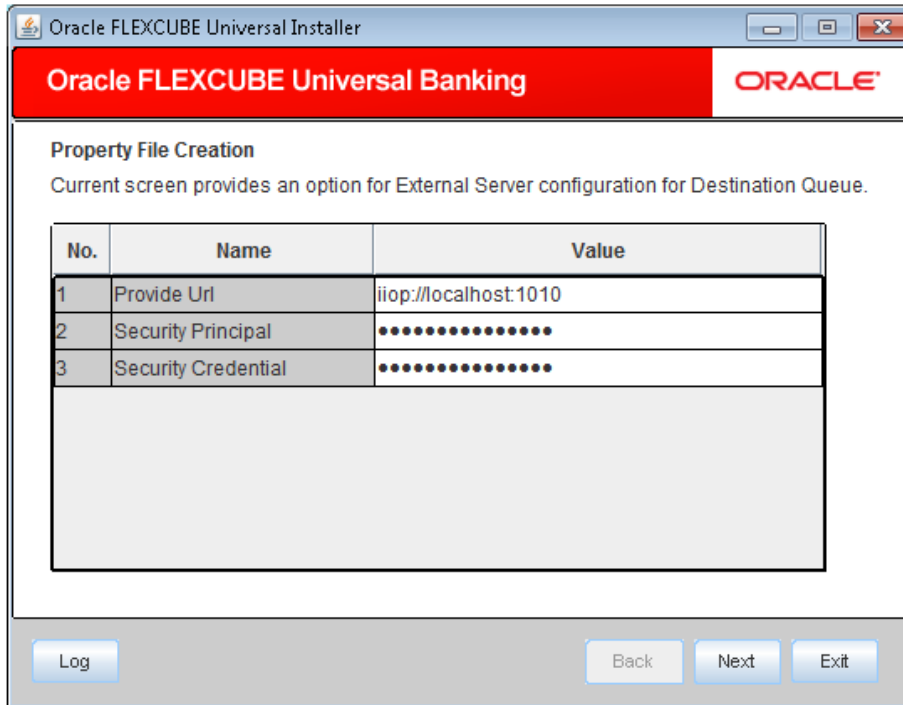 Oracle FLEXCUBE Universal Installer
Oracle FLEXCUBE Universal Banking
ORACLE
Property File Creation
Current screen provides an option for External Server configuration for Destination Queue.
No. Name Value
1 Provide Url iiop://localhost:1010
2 Security Principal •••••••••••••••
3 Security Credential •••••••••••••••
Log Back Next Exit